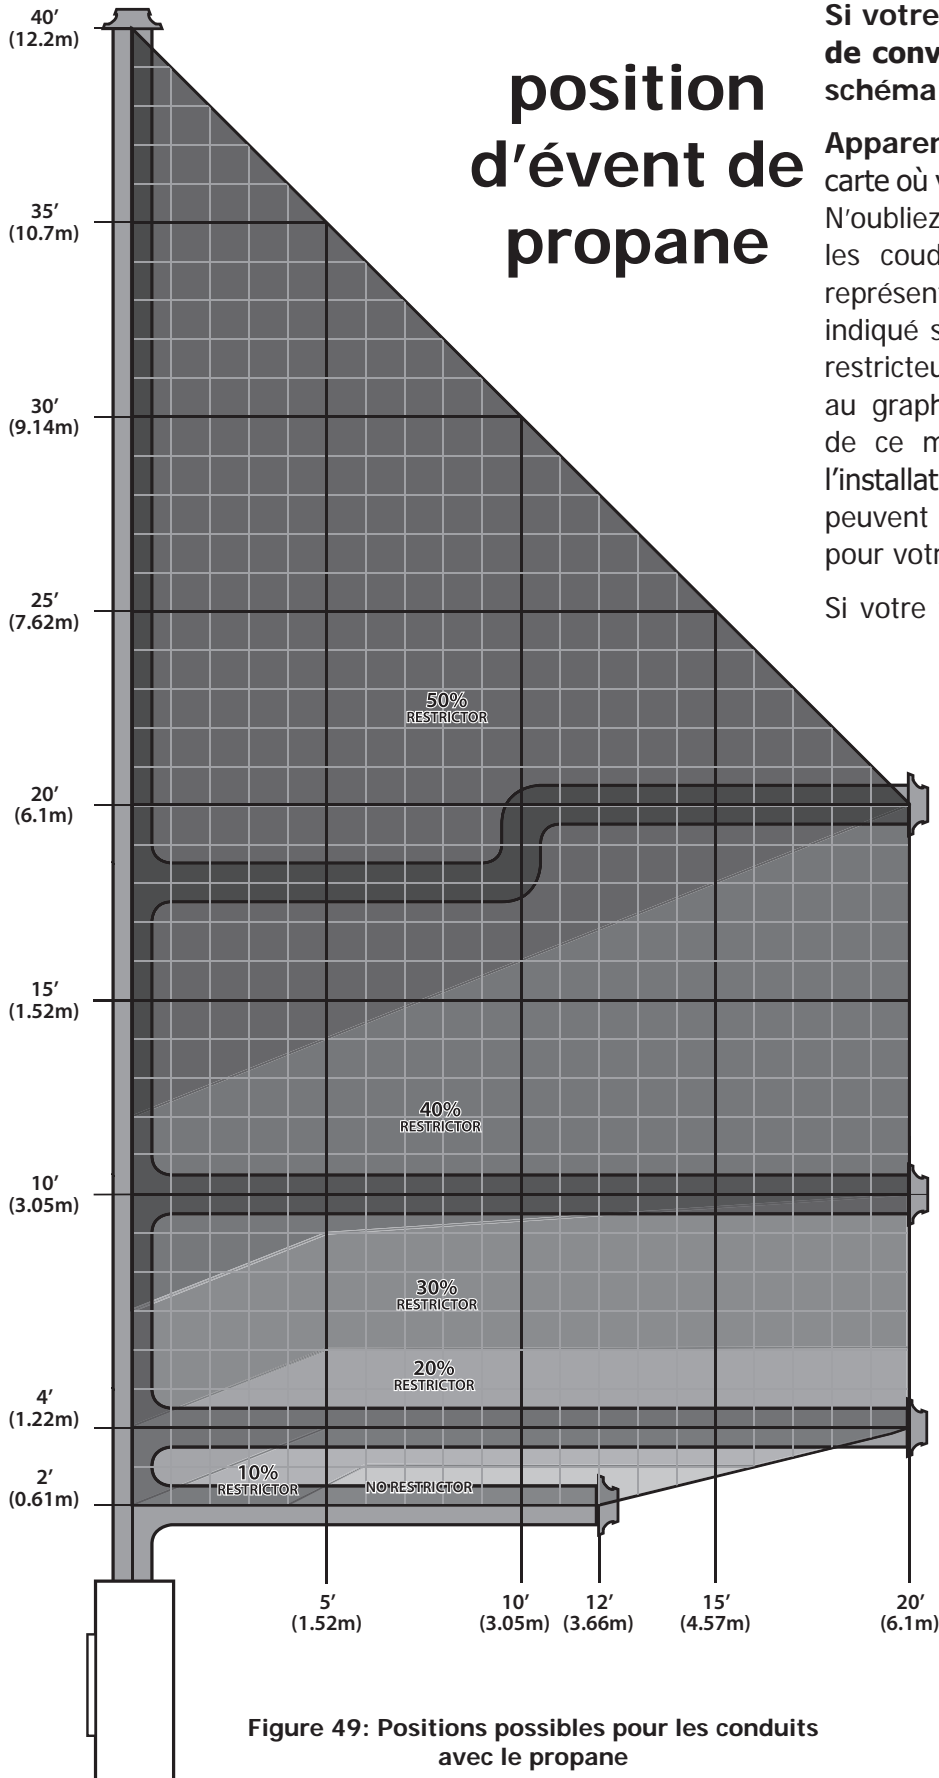 40’
(12.2m)
35’
(10.7m)
30’
(9.14m)
25’
(7.62m)
20’
(6.1m)
15’
(1.52m)
10’
(3.05m)
4’
(1.22m)
2’
(0.61m)
position
d’évent de
propane
Si votre
de conv
schéma
Apparen
carte où v
N’oubliez
les coud
représent
indiqué s
restricteu
au graph
de ce m
l’installat
peuvent
pour votr
Si votre
50%
RESTRICTOR
40%
RESTRICTOR
30%
RESTRICTOR
20%
RESTRICTOR
10%
RESTRICTOR
NO RESTRICTOR
5’
(1.52m)
10’
(3.05m)
12’
(3.66m)
15’
(4.57m)
20’
(6.1m)
Figure 49: Positions possibles pour les conduits
avec le propane